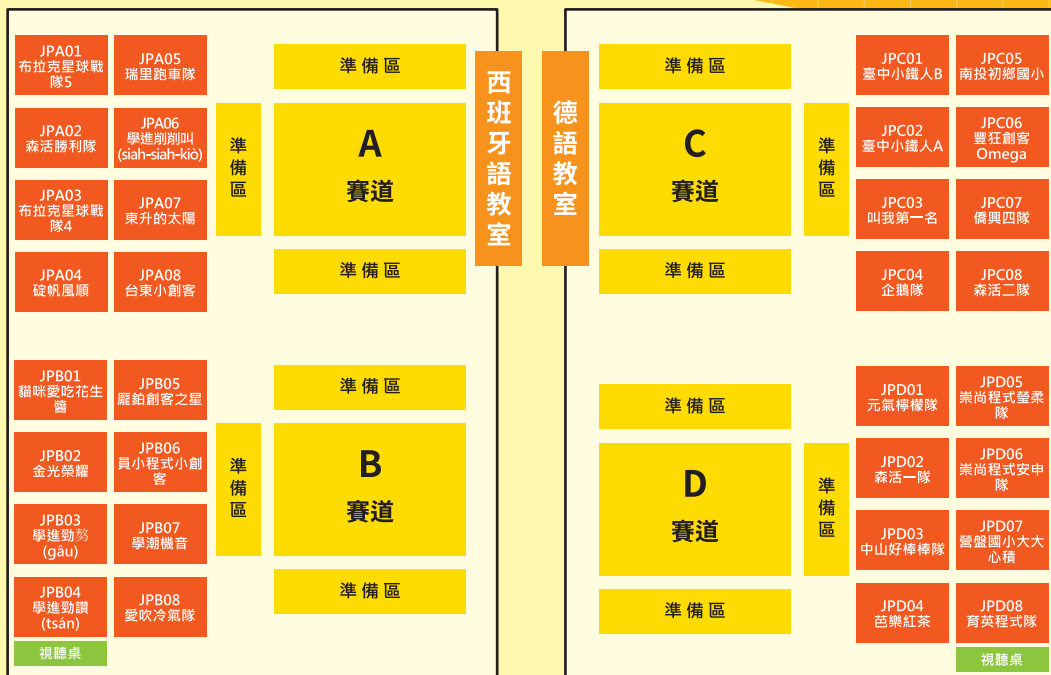 JPA01
布拉克星球戰
隊5
JPA05
瑞里跑車隊
JPA02
森活勝利隊
JPA06
學進削削叫
(siah-siah-kiò)
JPA03
布拉克星球戰
隊4
JPA07
東升的太陽
JPA04
碇帆風順
JPA08
台東小創客
準備區
準備區
A
賽道
準備區
西班牙語教室
JPB01
貓咪愛吃花生
醬
JPB05
龐鉑創客之星
JPB02
金光榮耀
JPB06
員小程式小創
客
JPB03
學進勁勢
(gâu)
JPB07
學潮機音
JPB04
學進勁讚
(tsán)
JPB08
愛吹冷氣隊
視聽桌
準備區
準備區
B
賽道
準備區
德語教室
準備區
C
賽道
準備區
準備區
JPC01
臺中小鐵人B
JPC05
南投初鄉國小
JPC02
臺中小鐵人A
JPC06
豐狂創客
Omega
JPC03
叫我第一名
JPC07
僑興四隊
JPC04
企鵝隊
JPC08
森活二隊
準備區
D
賽道
準備區
準備區
JPD01
元氣檸檬隊
JPD05
崇尚程式瑩柔
隊
JPD02
森活一隊
JPD06
崇尚程式安申
隊
JPD03
中山好棒棒隊
JPD07
營盤國小大大
心積
JPD04
芭樂紅茶
JPD08
育英程式隊
視聽桌